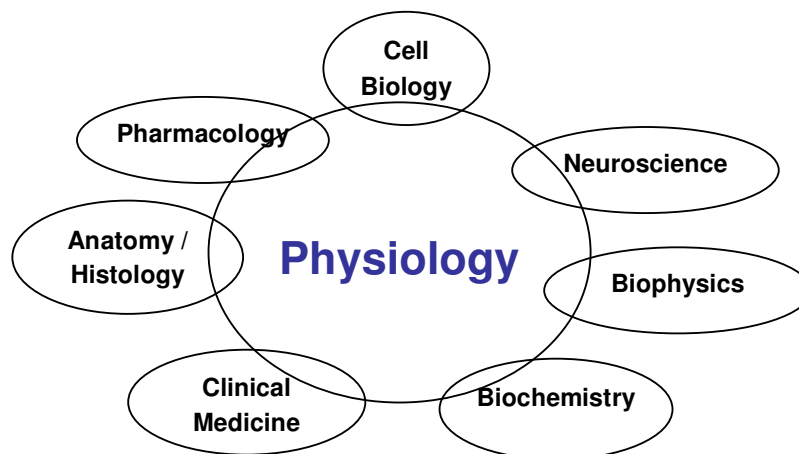 Cell
Biology
Pharmacology
Neuroscience
Anatomy /
Histology
Physiology
Biophysics
Clinical
Medicine
Biochemistry